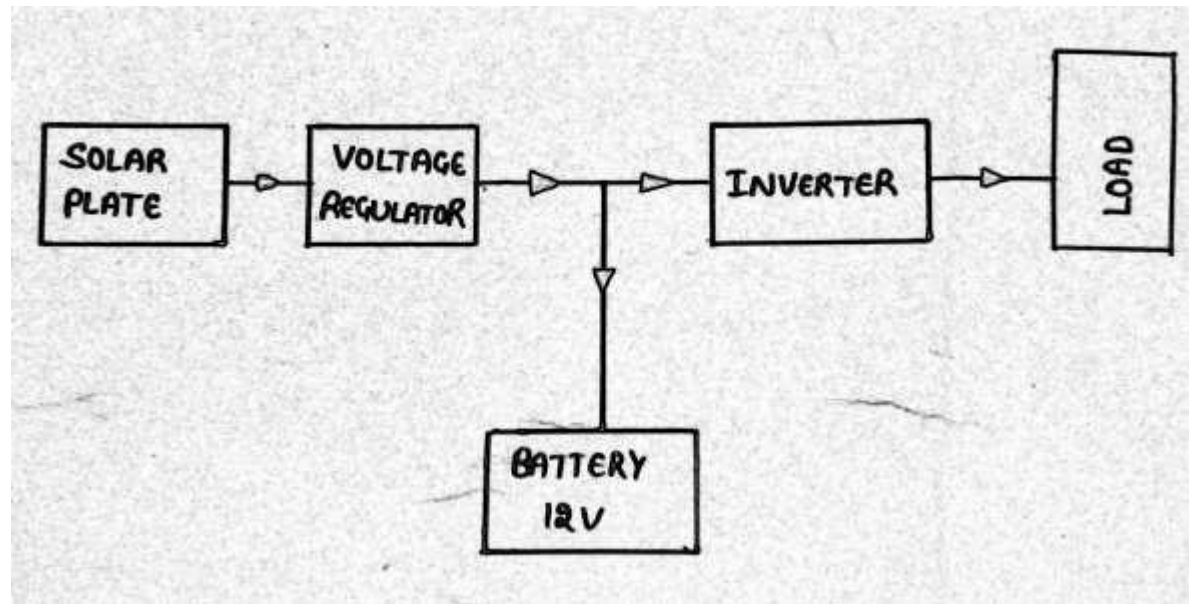 SOLAR
PLATE
VOLTAGE
REGULATOR
INVERTER
LOAD
BATTERY
12V